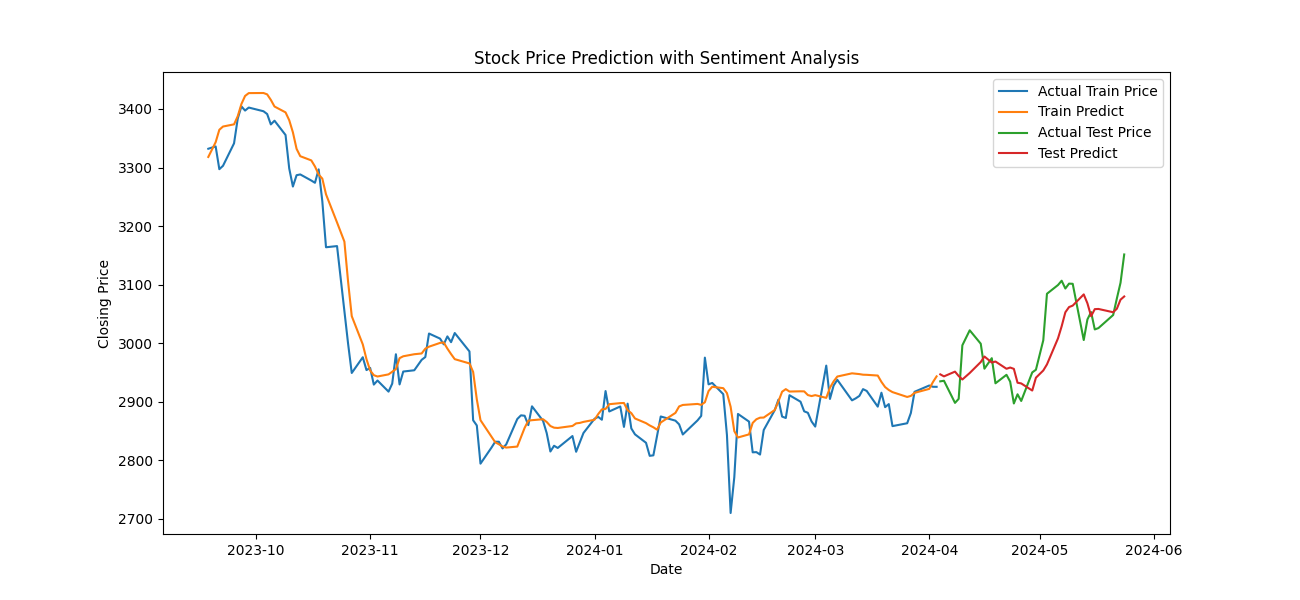 Stock Price Prediction with Sentiment Analysis
Actual Train Price
Train Predict
Actual Test Price
Test Predict
Closing Price
3400
3300
3200
3100
3000
2900
2800
2700
2023-10
2023-11
2023-12
2024-01
2024-02
2024-03
2024-04
2024-05
2024-06
Date